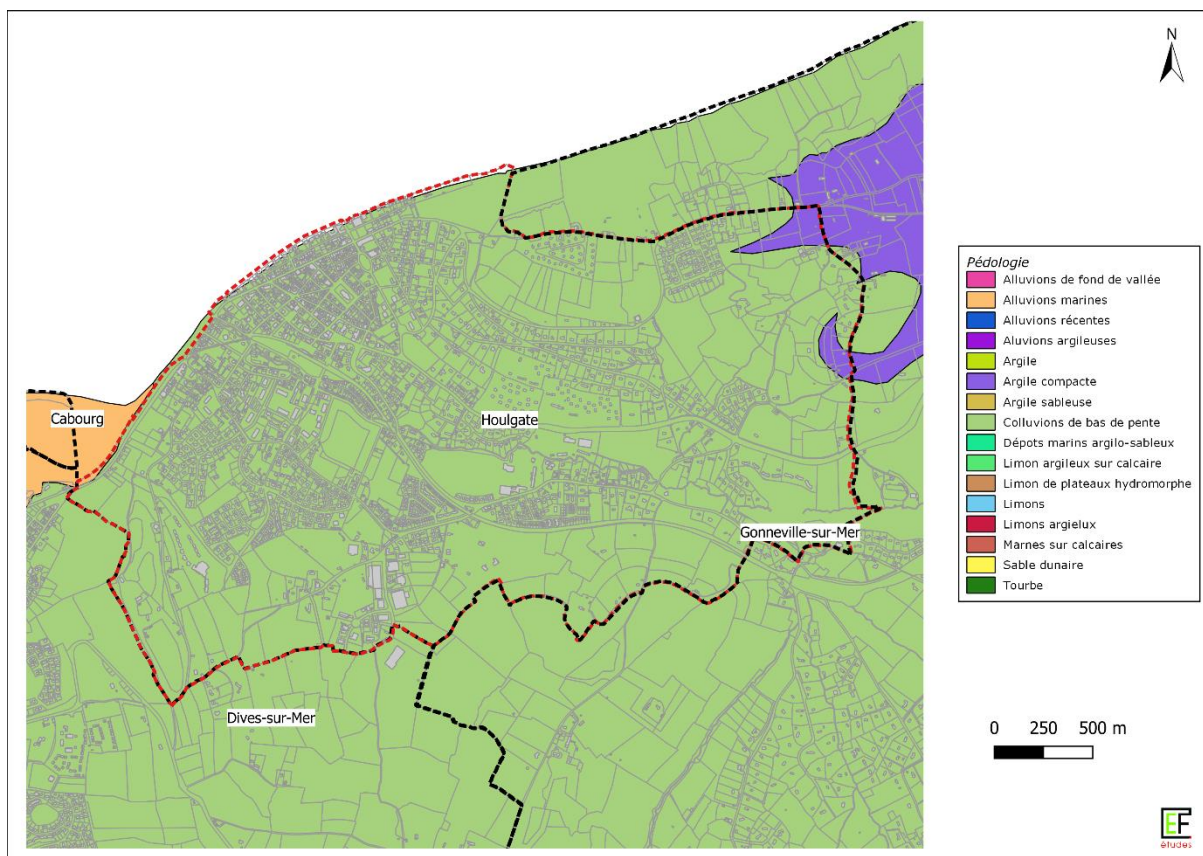 N
Cabourg
Houlgate
Gonneville-sur-Mer
Dives-sur-Mer
Pédologie
Alluvions de fond de vallée
Alluvions marines
Alluvions récentes
Aluvions argileuses
Argile
Argile compacte
Argile sableuse
Colluvions de bas de pente
Dépots marins argilo-sableux
Limon argileux sur calcaire
Limon de plateaux hydromorphe
Limons
Limons argielux
Marnes sur calcaires
Sable dunaire
Tourbe
0 250 500 m
EF
études